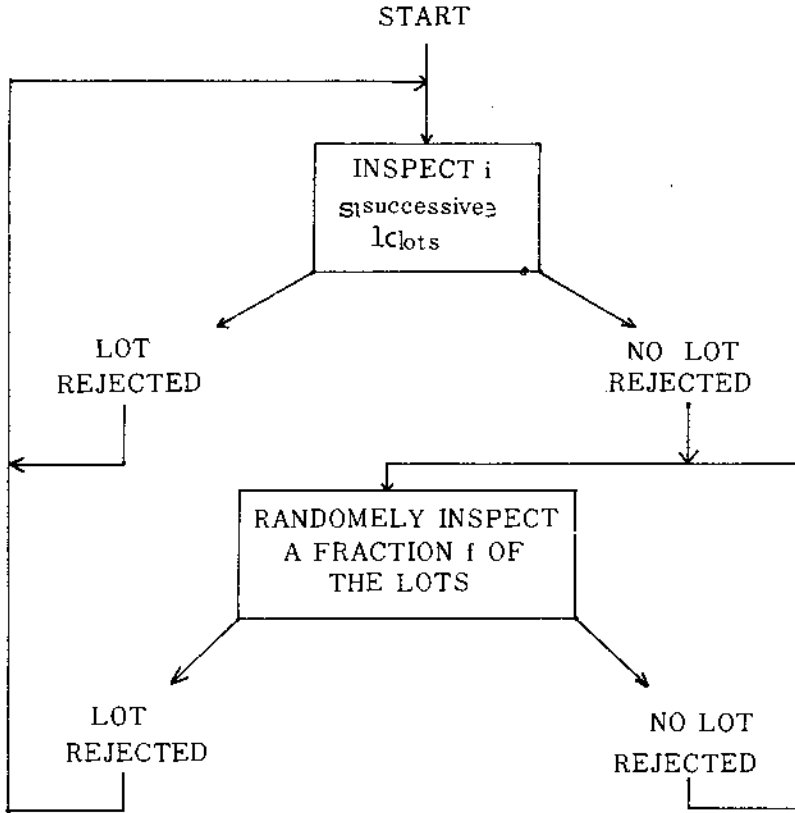 START
INSPECT i
successive
lots
LOT
REJECTED
NO LOT
REJECTED
RANDOMELY INSPECT
A FRACTION f OF
THE LOTS
LOT
REJECTED
NO LOT
REJECTED